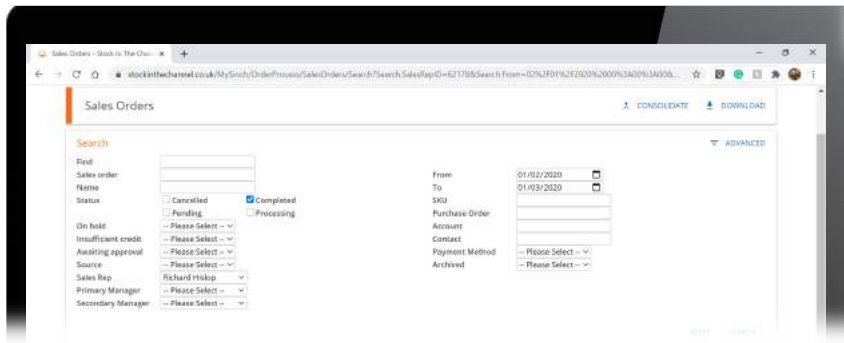 Sales Orders - Stock In The Chan
stockinthechannel.co.uk/MySinch/OrderProcess/SalesOrders/Search?Search.SalesRepID=62178&Search.From=02%2F01%2F2020%2000%3A00%3A00&...
Sales Orders
CONSOLIDATE
DOWNLOAD
Search
ADVANCED
Find
Sales order
From 01/02/2020
Name
To 01/03/2020
Status Cancelled Completed
SKU
Pending Processing
Purchase Order
On hold -- Please Select --
Account
Insufficient credit -- Please Select --
Contact
Awaiting approval -- Please Select --
Payment Method -- Please Select --
Source -- Please Select --
Archived -- Please Select --
Sales Rep Richard Hislop
Primary Manager -- Please Select --
Secondary Manager -- Please Select --